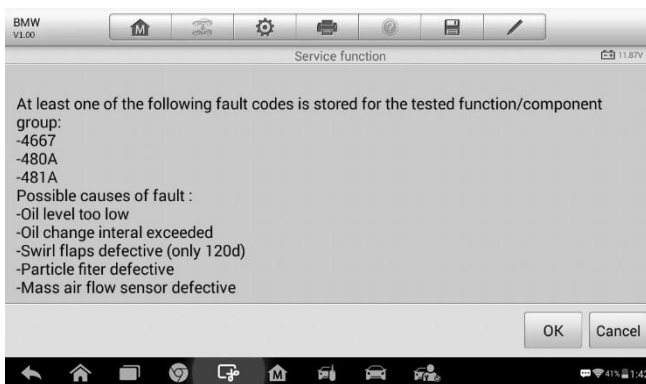 BMW
V1.00
Service function
11.87V
At least one of the following fault codes is stored for the tested function/component
group:
-4667
-480A
-481A
Possible causes of fault :
-Oil level too low
-Oil change interal exceeded
-Swirl flaps defective (only 120d)
-Particle fiter defective
-Mass air flow sensor defective
OK Cancel
41% 1:42